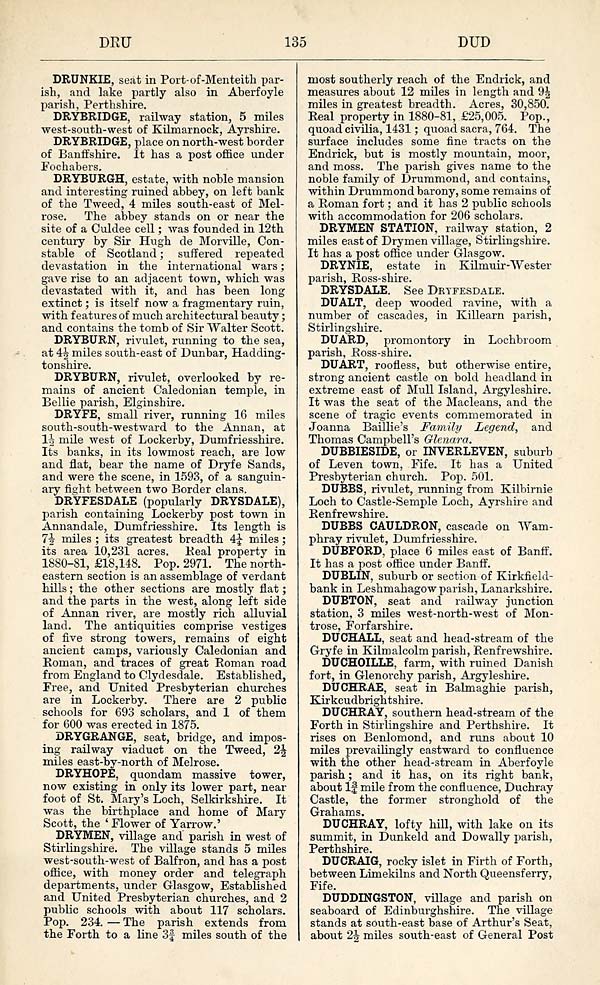 DRU 135 DUD
DRUNKIE, seat in Port-of-Menteith par-
ish, and lake partly also in Aberfoyle
parish, Perthshire.
DRYBRIDGE, railway station, 5 miles
west-south-west of Kilmarnock, Ayrshire.
DRYBRIDGE, place on north-west border
of Banffshire. It has a post office under
Fochabers.
DRYBURGH, estate, with noble mansion
and interesting ruined abbey, on left bank
of the Tweed, 4 miles south-east of Mel-
rose. The abbey stands on or near the
site of a Culdee cell; was founded in 12th
century by Sir Hugh de Morville, Con-
stable of Scotland; suffered repeated
devastation in the international wars;
gave rise to an adjacent town, which was
devastated with it, and has been long
extinct; is itself now a fragmentary ruin,
with features of much architectural beauty;
and contains the tomb of Sir Walter Scott.
DRYBURN, rivulet, running to the sea,
at 4½ miles south-east of Dunbar, Hadding-
tonshire.
DRYBURN, rivulet, overlooked by re-
mains of ancient Caledonian temple, in
Bellie parish, Elginshire.
DRYFE, small river, running 16 miles
south-south-westward to the Annan, at
1½ mile west of Lockerby, Dumfriesshire.
Its banks, in its lowmost reach, are low
and flat, bear the name of Dryfe Sands,
and were the scene, in 1593, of a sanguin-
ary fight between two Border clans.
DRYFESDALE (popularly DRYSDALE),
parish containing Lockerby post town in
Annandale, Dumfriesshire. Its length is
7½ miles; its greatest breadth 4¼ miles;
its area 10,231 acres. Real property in
1880-81, £18,148. Pop. 2971. The north-
eastern section is an assemblage of verdant
hills; the other sections are mostly flat;
and the parts in the west, along left side
of Annan river, are mostly rich alluvial
land. The antiquities comprise vestiges
of five strong towers, remains of eight
ancient camps, variously Caledonian and
Roman, and traces of great Roman road
from England to Clydesdale. Established,
Free, and United Presbyterian churches
are in Lockerby. There are 2 public
schools for 693 scholars, and 1 of them
for 600 was erected in 1875.
DRYGRANGE, seat, bridge, and impos-
ing railway viaduct on the Tweed, 2½
miles east-by-north of Melrose.
DRYHOPE, quondam massive tower,
now existing in only its lower part, near
foot of St. Mary's Loch, Selkirkshire. It
was the birthplace and home of Mary
Scott, the 'Flower of Yarrow.'
DRYMEN, village and parish in west of
Stirlingshire. The village stands 5 miles
west-south-west of Balfron, and has a post
office, with money order and telegraph
departments, under Glasgow, Established
and United Presbyterian churches, and 2
public schools with about 117 scholars.
Pop. 234. — The parish extends from
the Forth to a line 3¾ miles south of the
most southerly reach of the Endrick, and
measures about 12 miles in length and 9½
miles in greatest breadth. Acres, 30,850.
Real property in 1880-81, £25,005. Pop.,
quoad civilia, 1431; quoad sacra, 764. The
surface includes some fine tracts on the
Endrick, but is mostly mountain, moor,
and moss. The parish gives name to the
noble family of Drummond, and contains,
within Drummond barony, some remains of
a Roman fort; and it has 2 public schools
with accommodation for 206 scholars.
DRYMEN STATION, railway station, 2
miles east of Drymen village, Stirlingshire.
It has a post office under Glasgow.
DRYNIE, estate in Kilmuir-Wester
parish, Ross-shire.
DRYSDALE. See DRYFESDALE.
DUALT, deep wooded ravine, with a
number of cascades, in Killearn parish,
Stirlingshire.
DUARD, promontory in Lochbroom
parish, Ross-shire.
DUART, roofless, but otherwise entire,
strong ancient castle on bold headland in
extreme east of Mull Island, Argyleshire.
It was the seat of the Macleans, and the
scene of tragic events commemorated in
Joanna Baillie's Family Legend, and
Thomas Campbell's Glenara.
DUBBIESIDE, or INVERLEVEN, suburb
of Leven town, Fife. It has a United
Presbyterian church. Pop. 501.
DUBBS, rivulet, running from Kilbirnie
Loch to Castle-Semple Loch, Ayrshire and
Renfrewshire.
DUBBS CAULDRON, cascade on Wam-
phray rivulet, Dumfriesshire.
DUBFORD, place 6 miles east of Banff.
It has a post office under Banff.
DUBLIN, suburb or section of Kirkfield-
bank in Leshmahagow parish, Lanarkshire.
DUBTON, seat and railway junction
station, 3 miles west-north-west of Mon-
trose, Forfarshire.
DUCHALL, seat and head-stream of the
Gryfe in Kilmalcolm parish, Renfrewshire.
DUCHOILLE, farm, with ruined Danish
fort, in Glenorchy parish, Argyleshire.
DUCHRAE, seat in Balmaghie parish,
Kirkcudbrightshire.
DUCHRAY, southern head-stream of the
Forth in Stirlingshire and Perthshire. It
rises on Benlomond, and runs about 10
miles prevailingly eastward to confluence
with the other head-stream in Aberfoyle
parish; and it has, on its right bank,
about 1¾ mile from the confluence, Duchray
Castle, the former stronghold of the
Grahams.
DUCHRAY, lofty hill, with lake on its
summit, in Dunkeld and Dowally parish,
Perthshire.
DUCRAIG, rocky islet in Firth of Forth,
between Limekilns and North Queensferry,
Fife.
DUDDINGSTON, village and parish on
seaboard of Edinburghshire. The village
stands at south-east base of Arthur's Seat,
about 2½ miles south-east of General Post